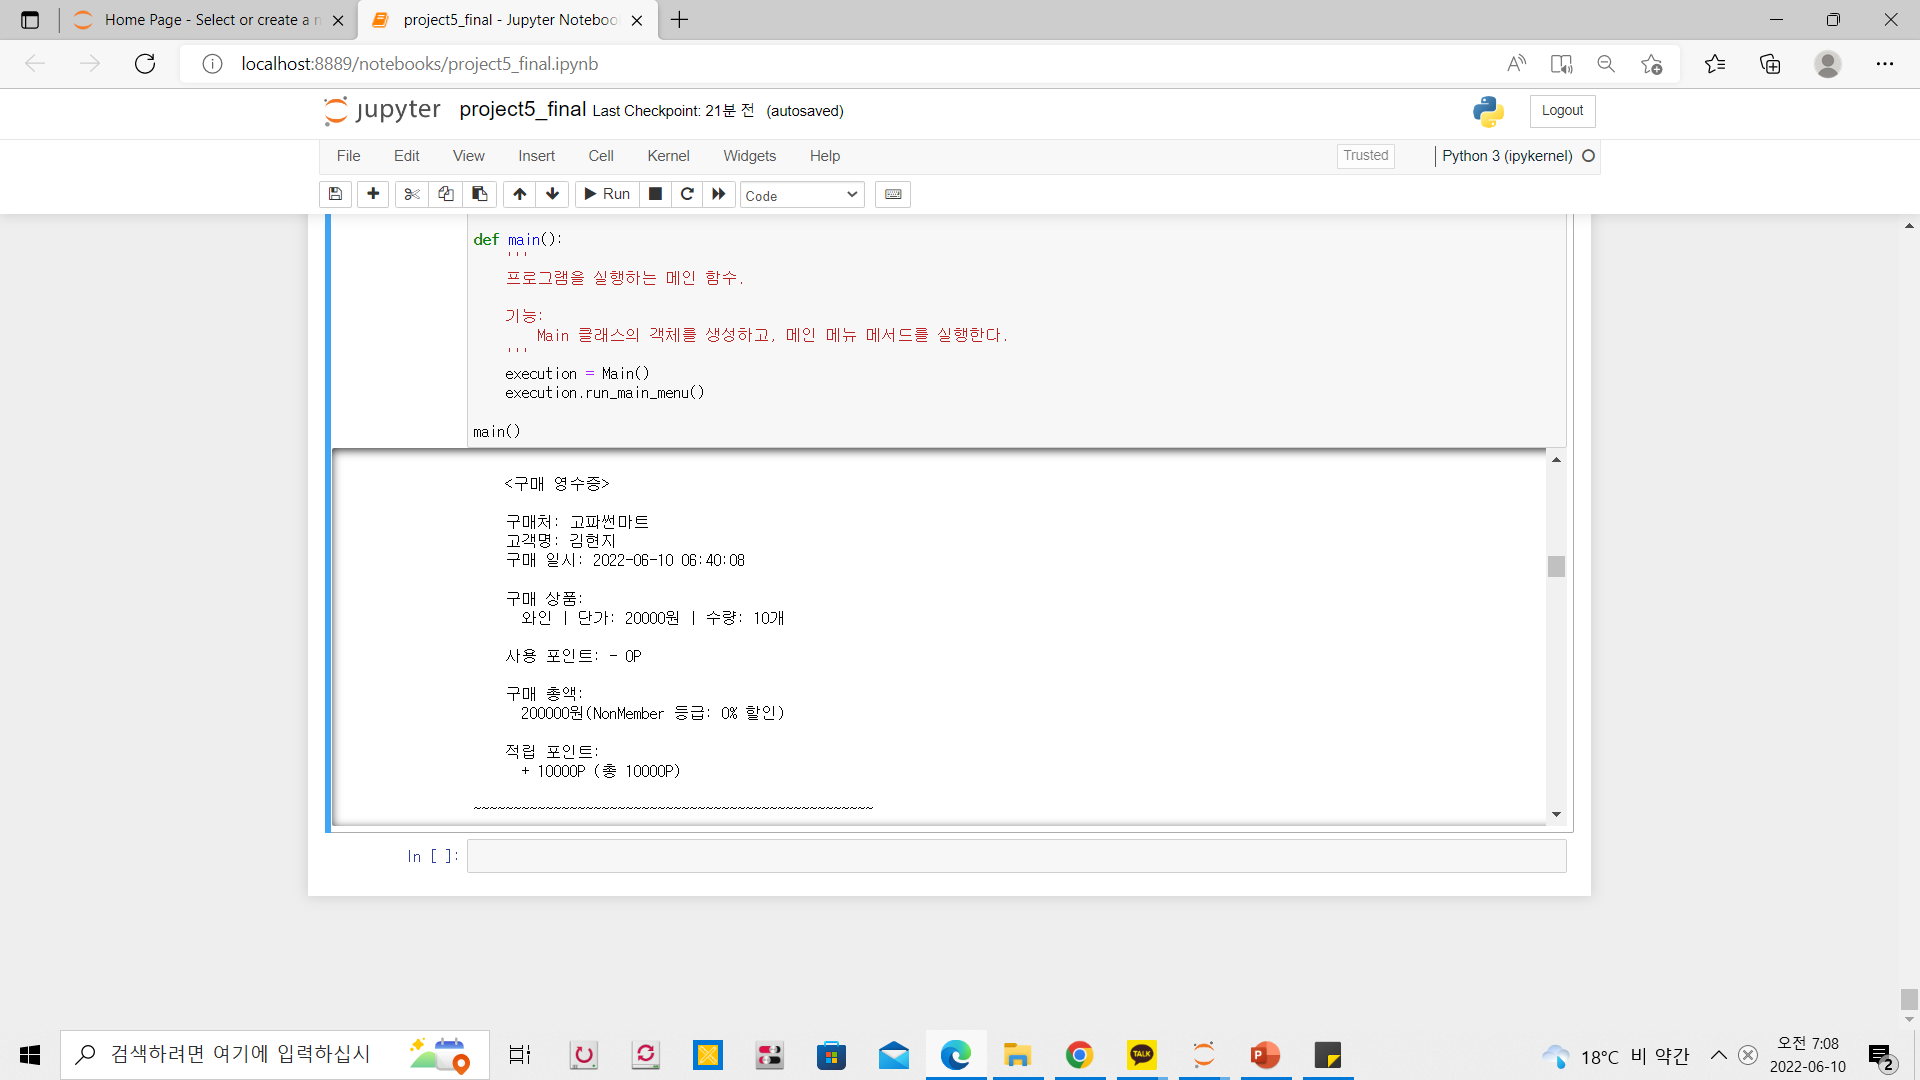 Home Page - Select or create a n
project5_final - Jupyter Noteboo
localhost:8889/notebooks/project5_final.ipynb
jupyter project5_final Last Checkpoint: 21분 전 (autosaved)
Logout
File Edit View Insert Cell Kernel Widgets Help
Trusted
Python 3 (ipykernel)
Run
Code
def main():
'''
프로그램을 실행하는 메인 함수.
기능:
Main 클래스의 객체를 생성하고, 메인 메뉴 메서드를 실행한다.
'''
execution = Main()
execution.run_main_menu()
main()
<구매 영수증>
구매처: 고파썬마트
고객명: 김현지
구매 일시: 2022-06-10 06:40:08
구매 상품:
와인 | 단가: 20000원 | 수량: 10개
사용 포인트: - 0P
구매 총액:
200000원(NonMember 등급: 0% 할인)
적립 포인트:
+ 10000P (총 10000P)
~~~~~~~~~~~~~~~~~~~~~~~~~~~~~~~~~~~~~~~~~~~~~~~~~~
In [ ]:
검색하려면 여기에 입력하십시
TALK
18°C 비 약간
오전 7:08
2022-06-10
2